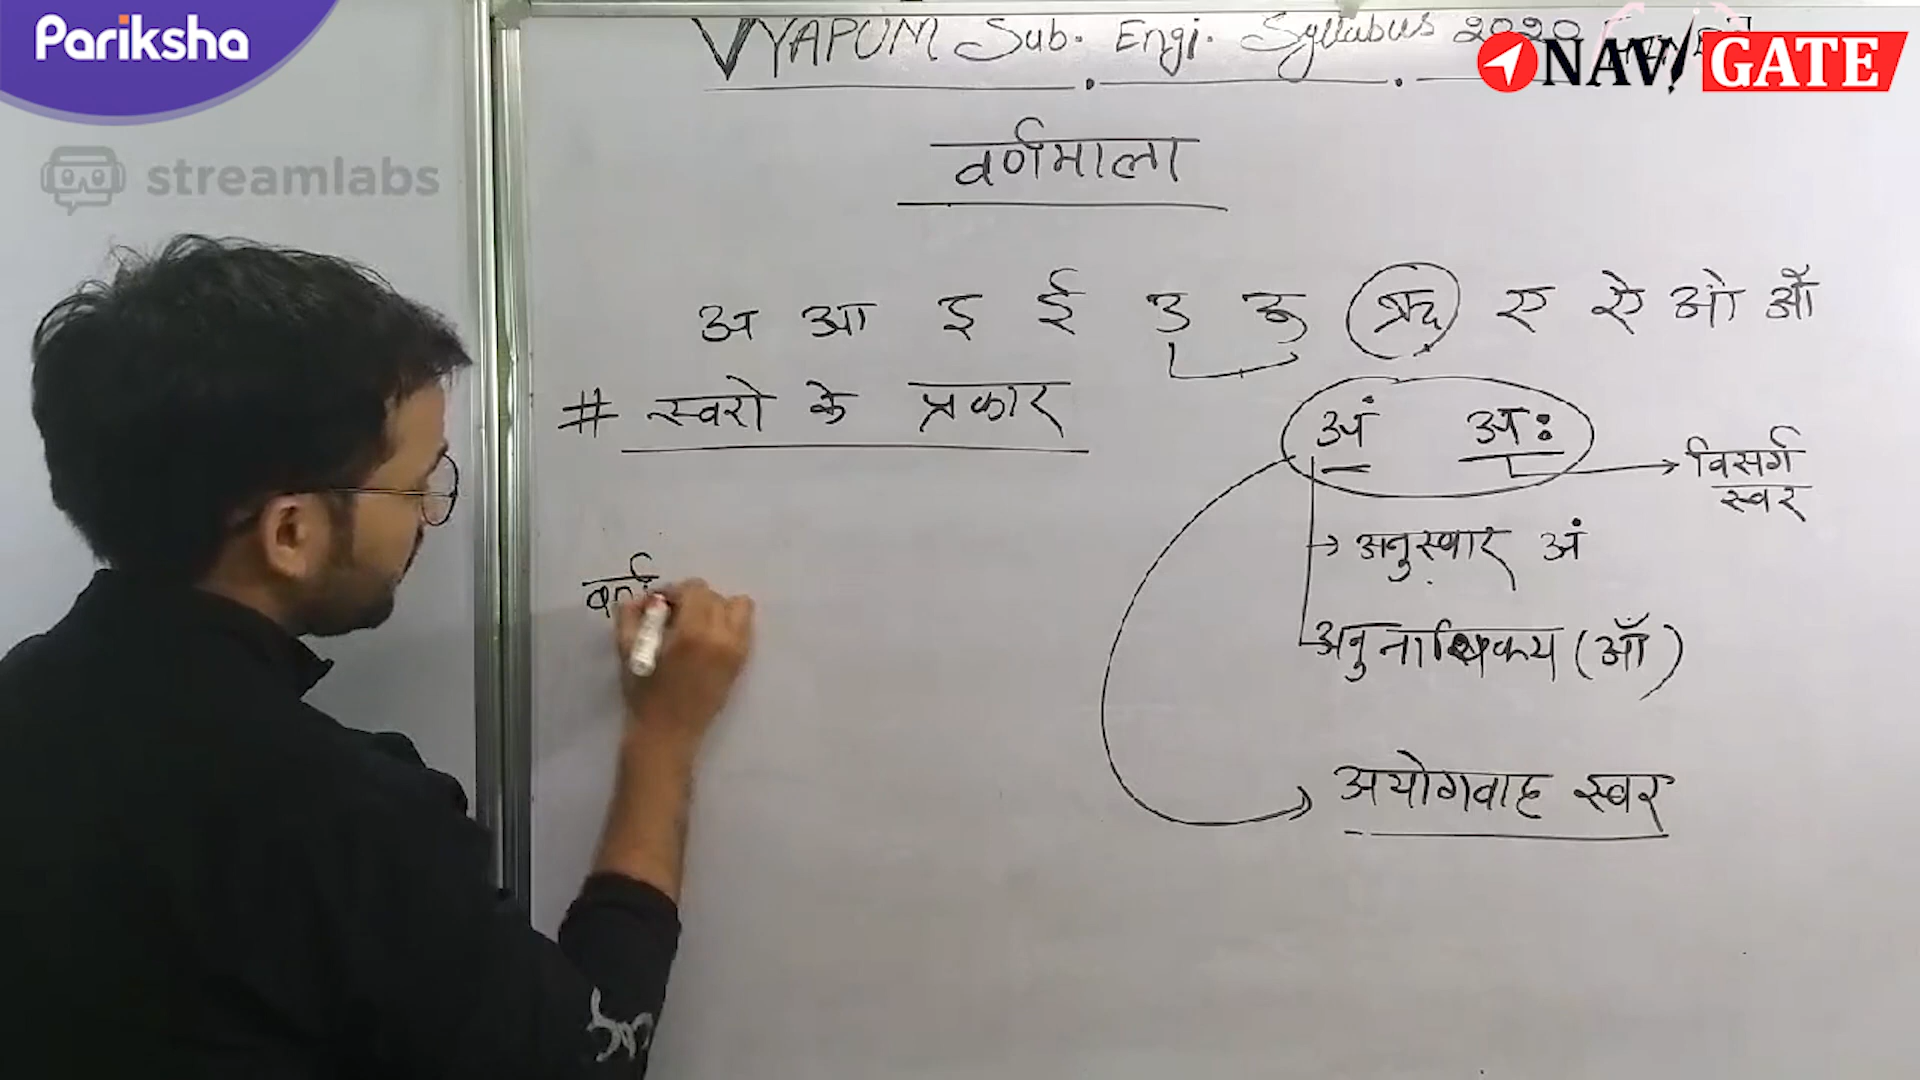 Pariksha
VYAPUM Sub. Engi. Syllabus 2020
NAV!GATE
streamlabs
वर्णमाला
अ आ इ ई उ ऊ ऋ ए ऐ ओ औ
# स्वरो के प्रकार
अं अः
विसर्ग
स्वर
अनुस्वार अं
वर्ण
(आँ)
अयोगवाह स्वर